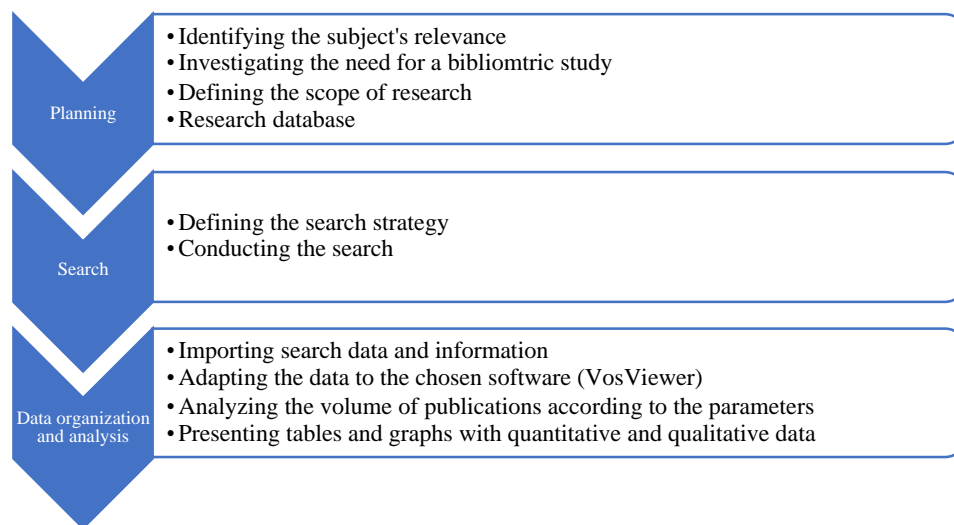 Planning
• Identifying the subject's relevance
• Investigating the need for a bibliomtric study
• Defining the scope of research
• Research database
Search
• Defining the search strategy
• Conducting the search
Data organization
and analysis
• Importing search data and information
• Adapting the data to the chosen software (VosViewer)
• Analyzing the volume of publications according to the parameters
• Presenting tables and graphs with quantitative and qualitative data